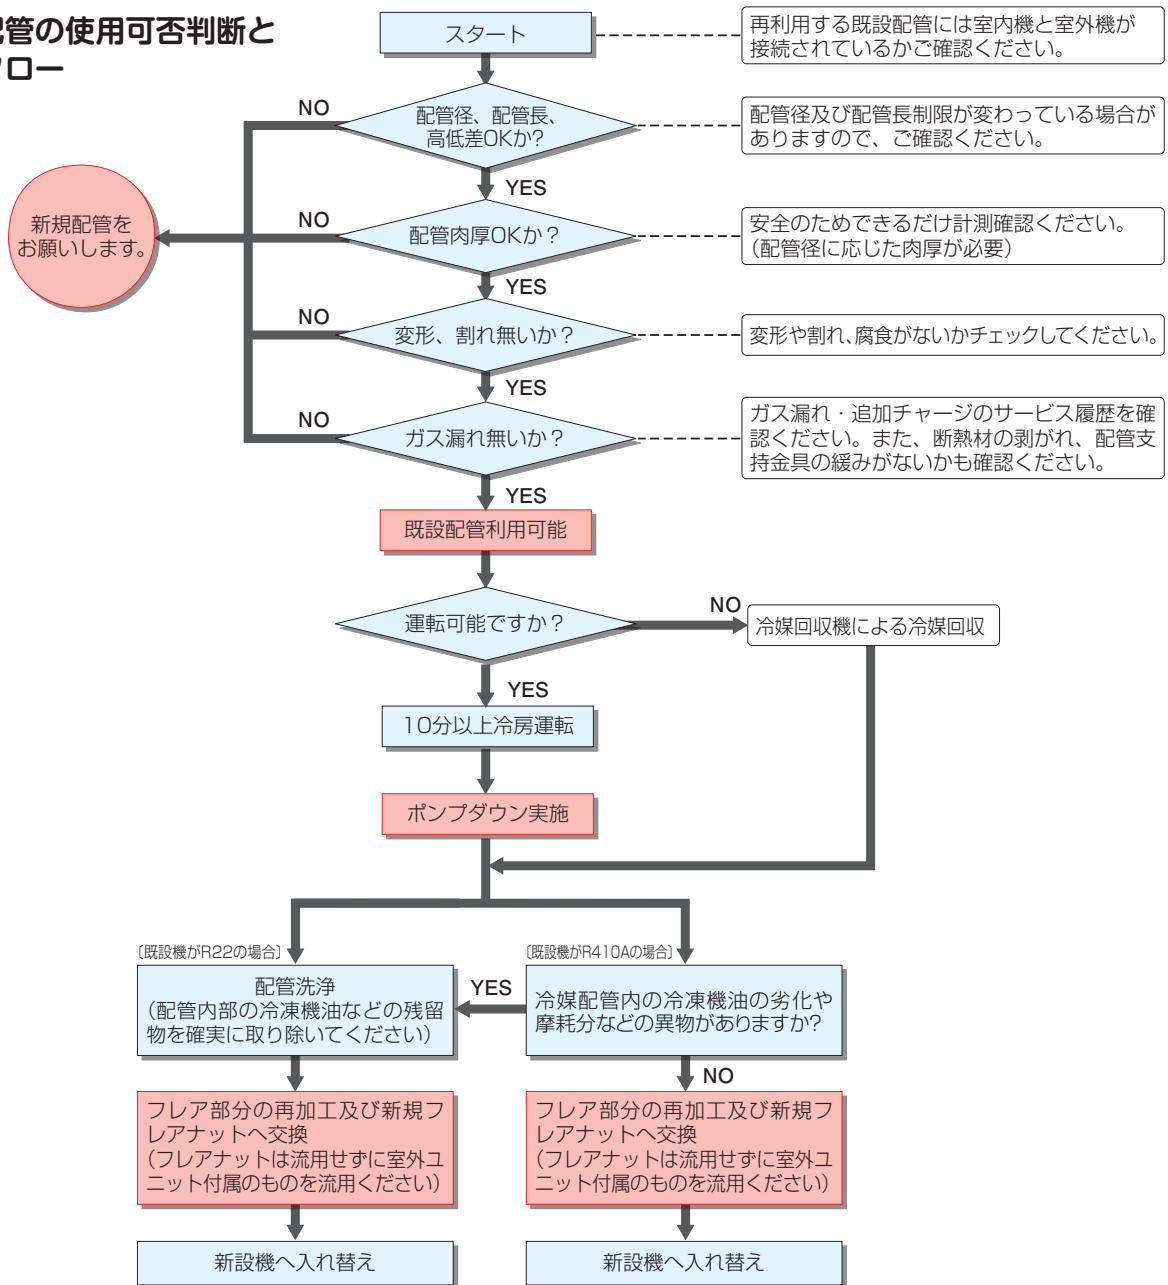 配管の使用可否判断と
フロー
スタート
再利用する既設配管には室内機と室外機が
接続されているかご確認ください。
NO
配管径、配管長、
高低差OKか?
配管径及び配管長制限が変わっている場合が
ありますので、ご確認ください。
YES
新規配管を
お願いします。
NO
配管肉厚OKか？
安全のためできるだけ計測確認ください。
（配管径に応じた肉厚が必要）
YES
NO
変形、割れ無いか？
変形や割れ、腐食がないかチェックしてください。
YES
NO
ガス漏れ無いか？
ガス漏れ・追加チャージのサービス履歴を確
認ください。また、断熱材の剥がれ、配管支
持金具の緩みがないかも確認ください。
YES
既設配管利用可能
運転可能ですか？
NO
冷媒回収機による冷媒回収
YES
10分以上冷房運転
ポンプダウン実施
〔既設機がR22の場合〕
〔既設機がR410Aの場合〕
配管洗浄
（配管内部の冷凍機油などの残留
物を確実に取り除いてください）
YES
冷媒配管内の冷凍機油の劣化や
摩耗分などの異物がありますか?
NO
フレア部分の再加工及び新規フ
レアナットへ交換
（フレアナットは流用せずに室外ユ
ニット付属のものを流用ください）
フレア部分の再加工及び新規フ
レアナットへ交換
（フレアナットは流用せずに室外ユ
ニット付属のものを流用ください）
新設機へ入れ替え
新設機へ入れ替え